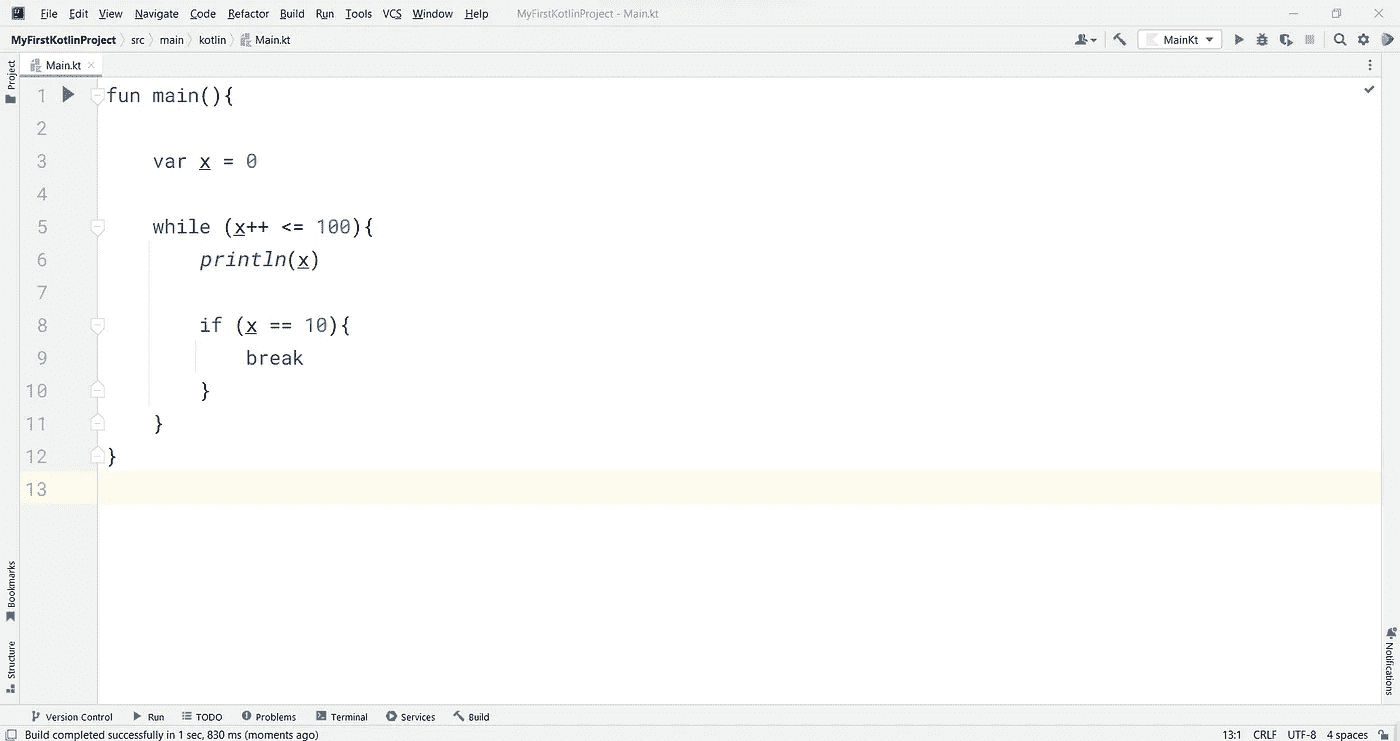 File Edit View Navigate Code Refactor Build Run Tools VCS Window Help MyFirstKotlinProject - Main.kt
MyFirstKotlinProject src main kotlin Main.kt MainKt
Project
Main.kt
1 fun main(){
2
3 var x = 0
4
5 while (x++ <= 100){
6 println(x)
7
8 if (x == 10){
9 break
10 }
11 }
12 }
13
Bookmarks
Structure
Notifications
Version Control Run TODO Problems Terminal Services Build
Build completed successfully in 1 sec, 830 ms (moments ago) 13:1 CRLF UTF-8 4 spaces